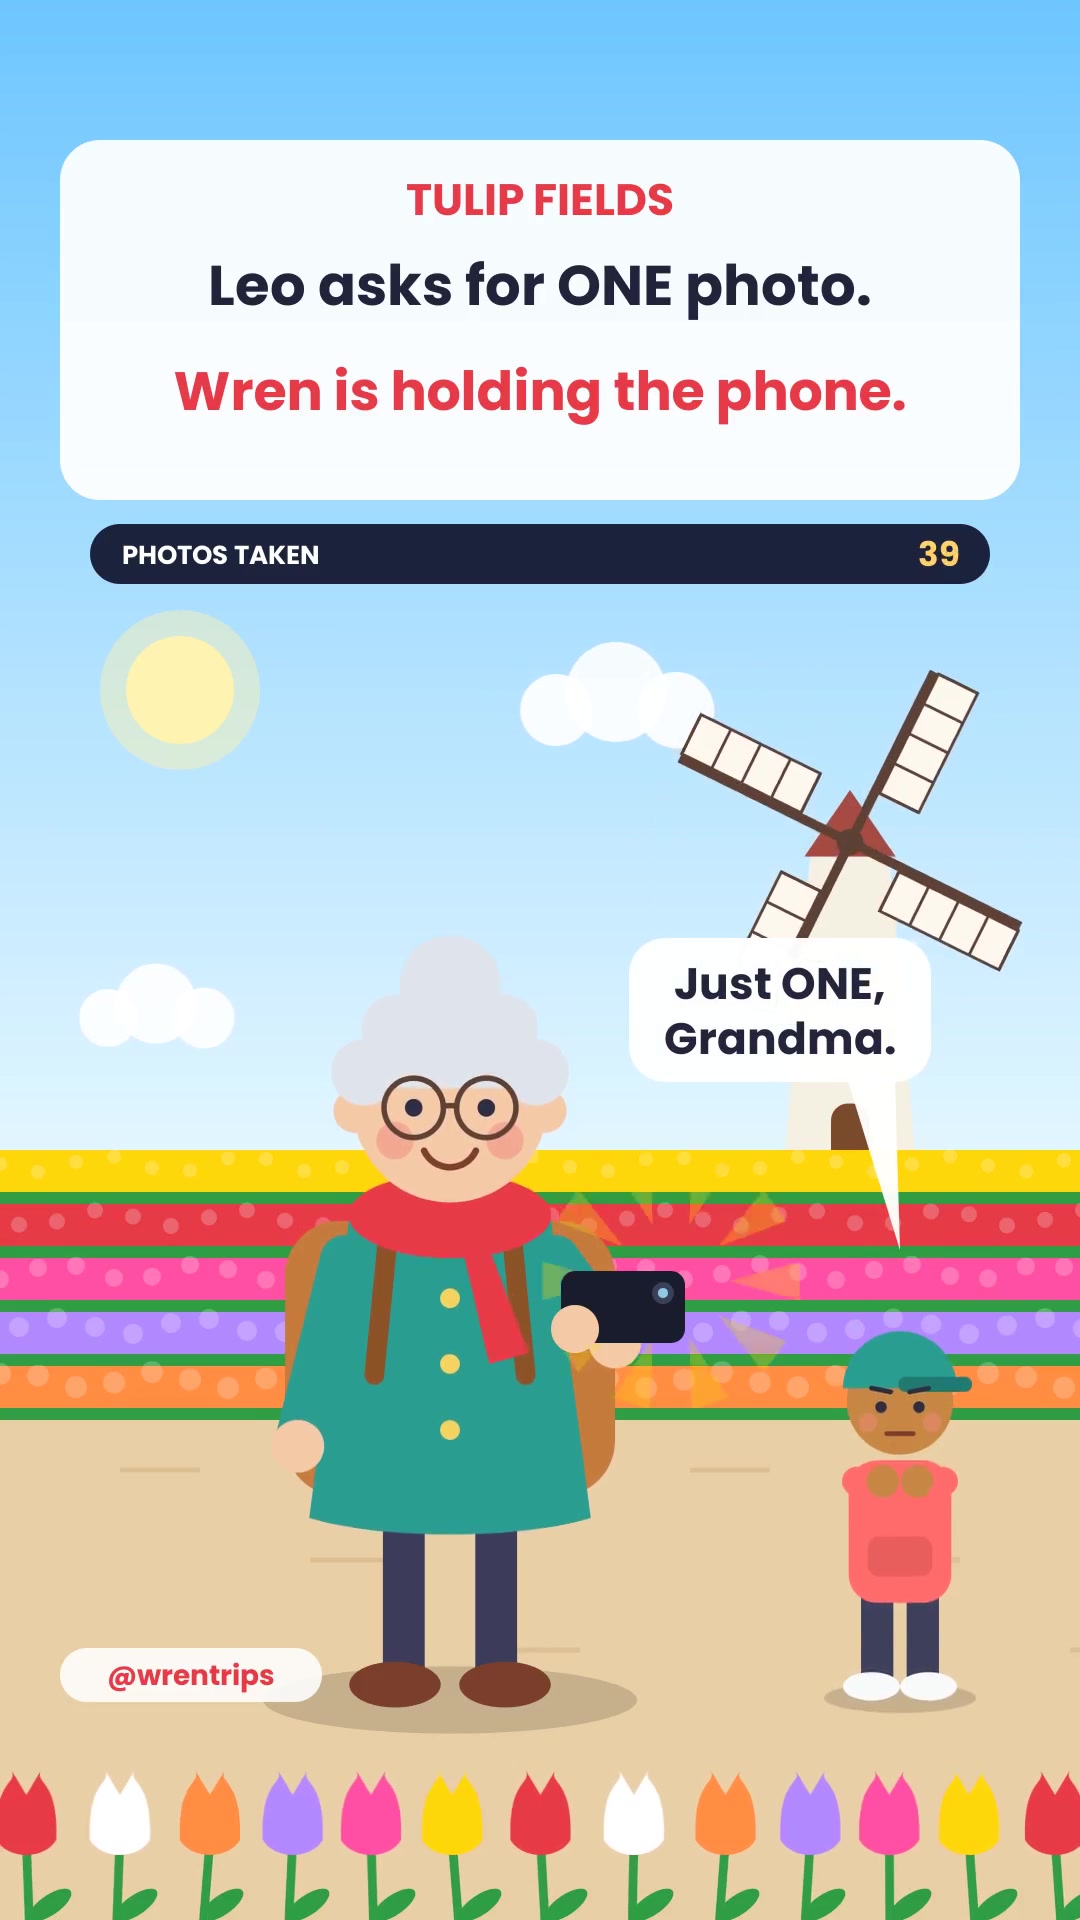 TULIP FIELDS
Leo asks for ONE photo.
Wren is holding the phone.
PHOTOS TAKEN 39
Just ONE,
Grandma.
@wrentrips